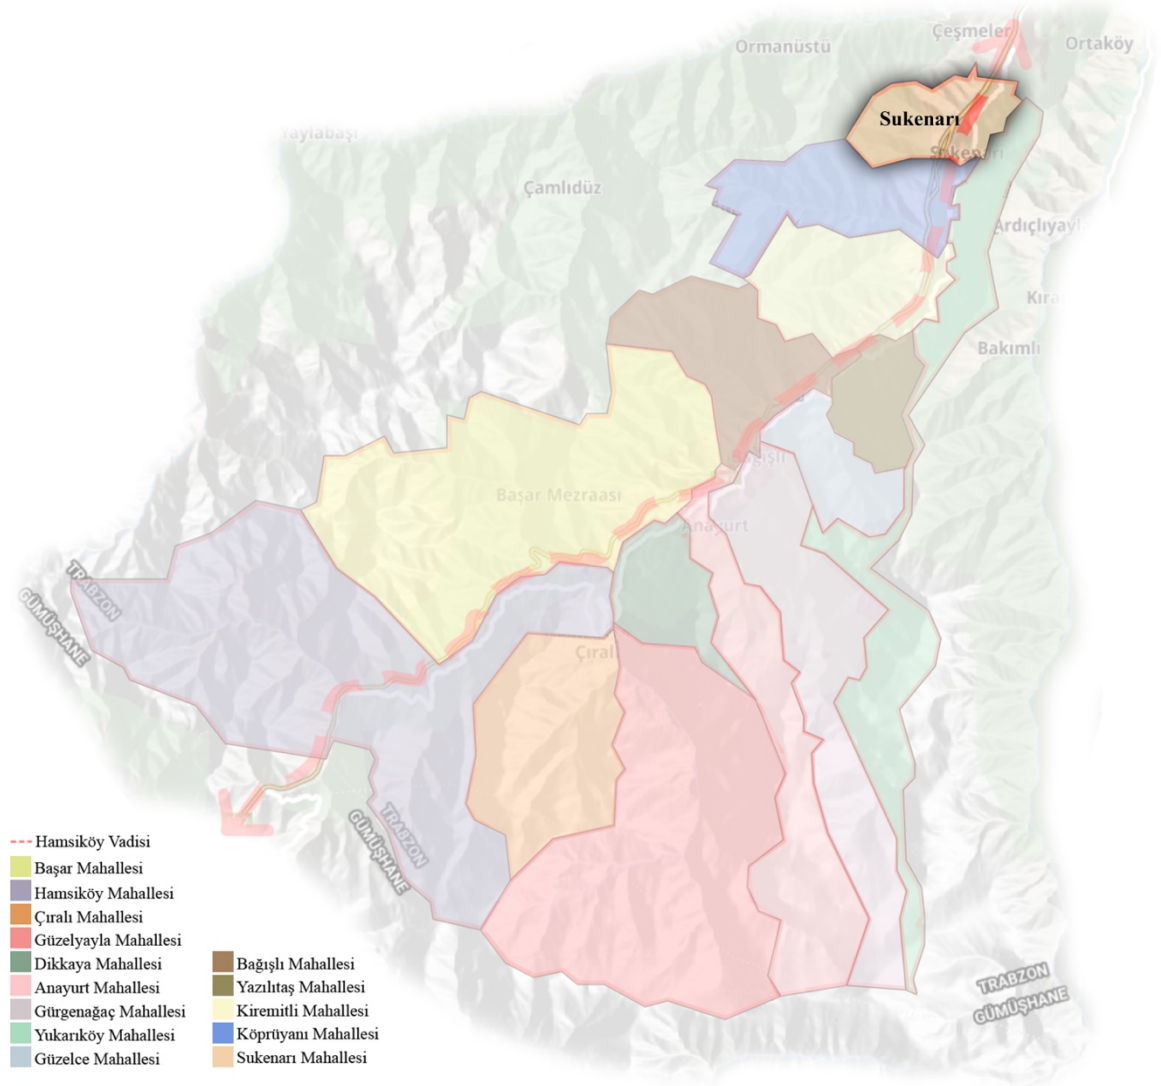 Çeşmeler
Ormanüstü
Ortaköy
Sukenarı
Sukenarı
Çamlıdüz
Kira
Bakımlı
Bağışlı
Başar Mezraası
Anayurt
TRABZON
GÜMÜŞHANE
Çıralı
TRABZON
GÜMÜŞHANE
Hamsiköy Vadisi
Başar Mahallesi
Hamsiköy Mahallesi
Çıralı Mahallesi
Güzelyayla Mahallesi
Dikkaya Mahallesi
Anayurt Mahallesi
Gürgenağaç Mahallesi
Yukarıköy Mahallesi
Güzelce Mahallesi
Bağışlı Mahallesi
Yazılıtaş Mahallesi
Kiremitli Mahallesi
Köprüyanı Mahallesi
Sukenarı Mahallesi
TRABZON
GÜMÜŞHANE